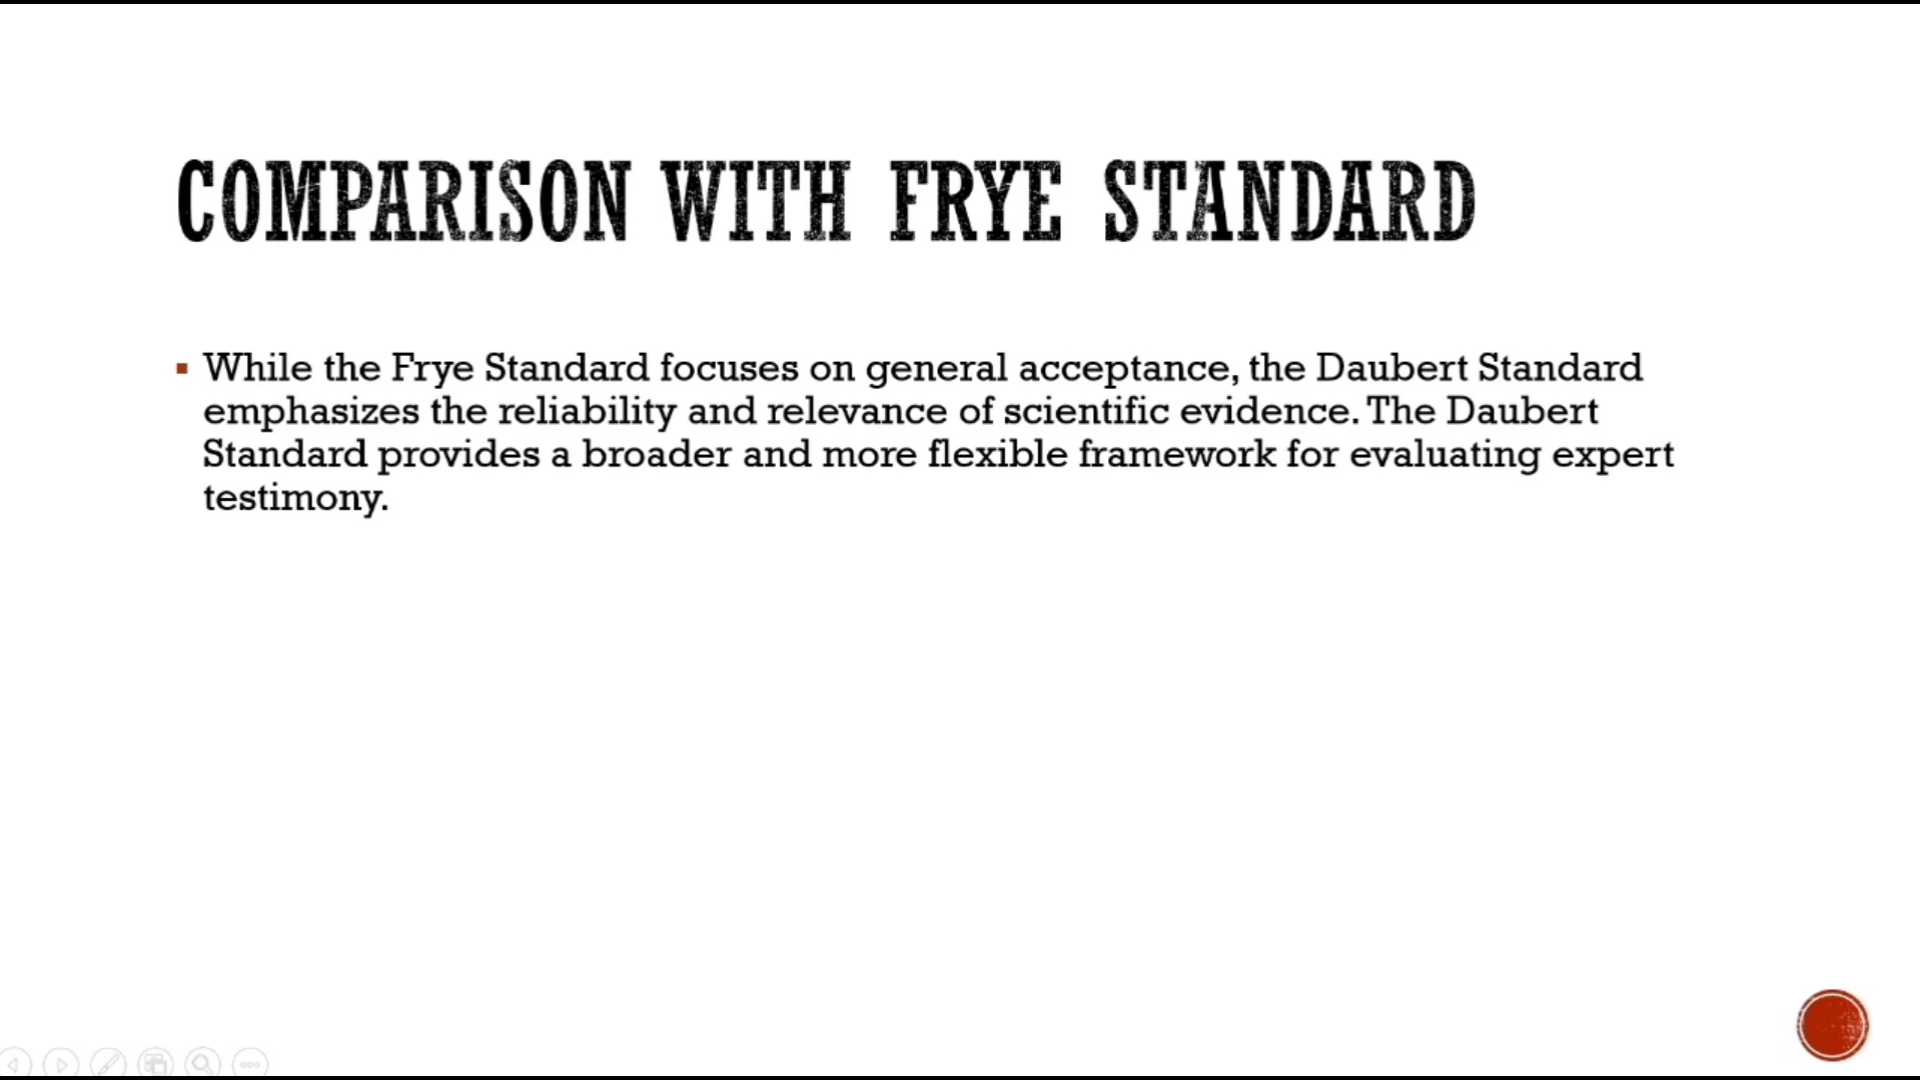 COMPARISON WITH FRYE STANDARD
While the Frye Standard focuses on general acceptance, the Daubert Standard
emphasizes the reliability and relevance of scientific evidence. The Daubert
Standard provides a broader and more flexible framework for evaluating expert
testimony.